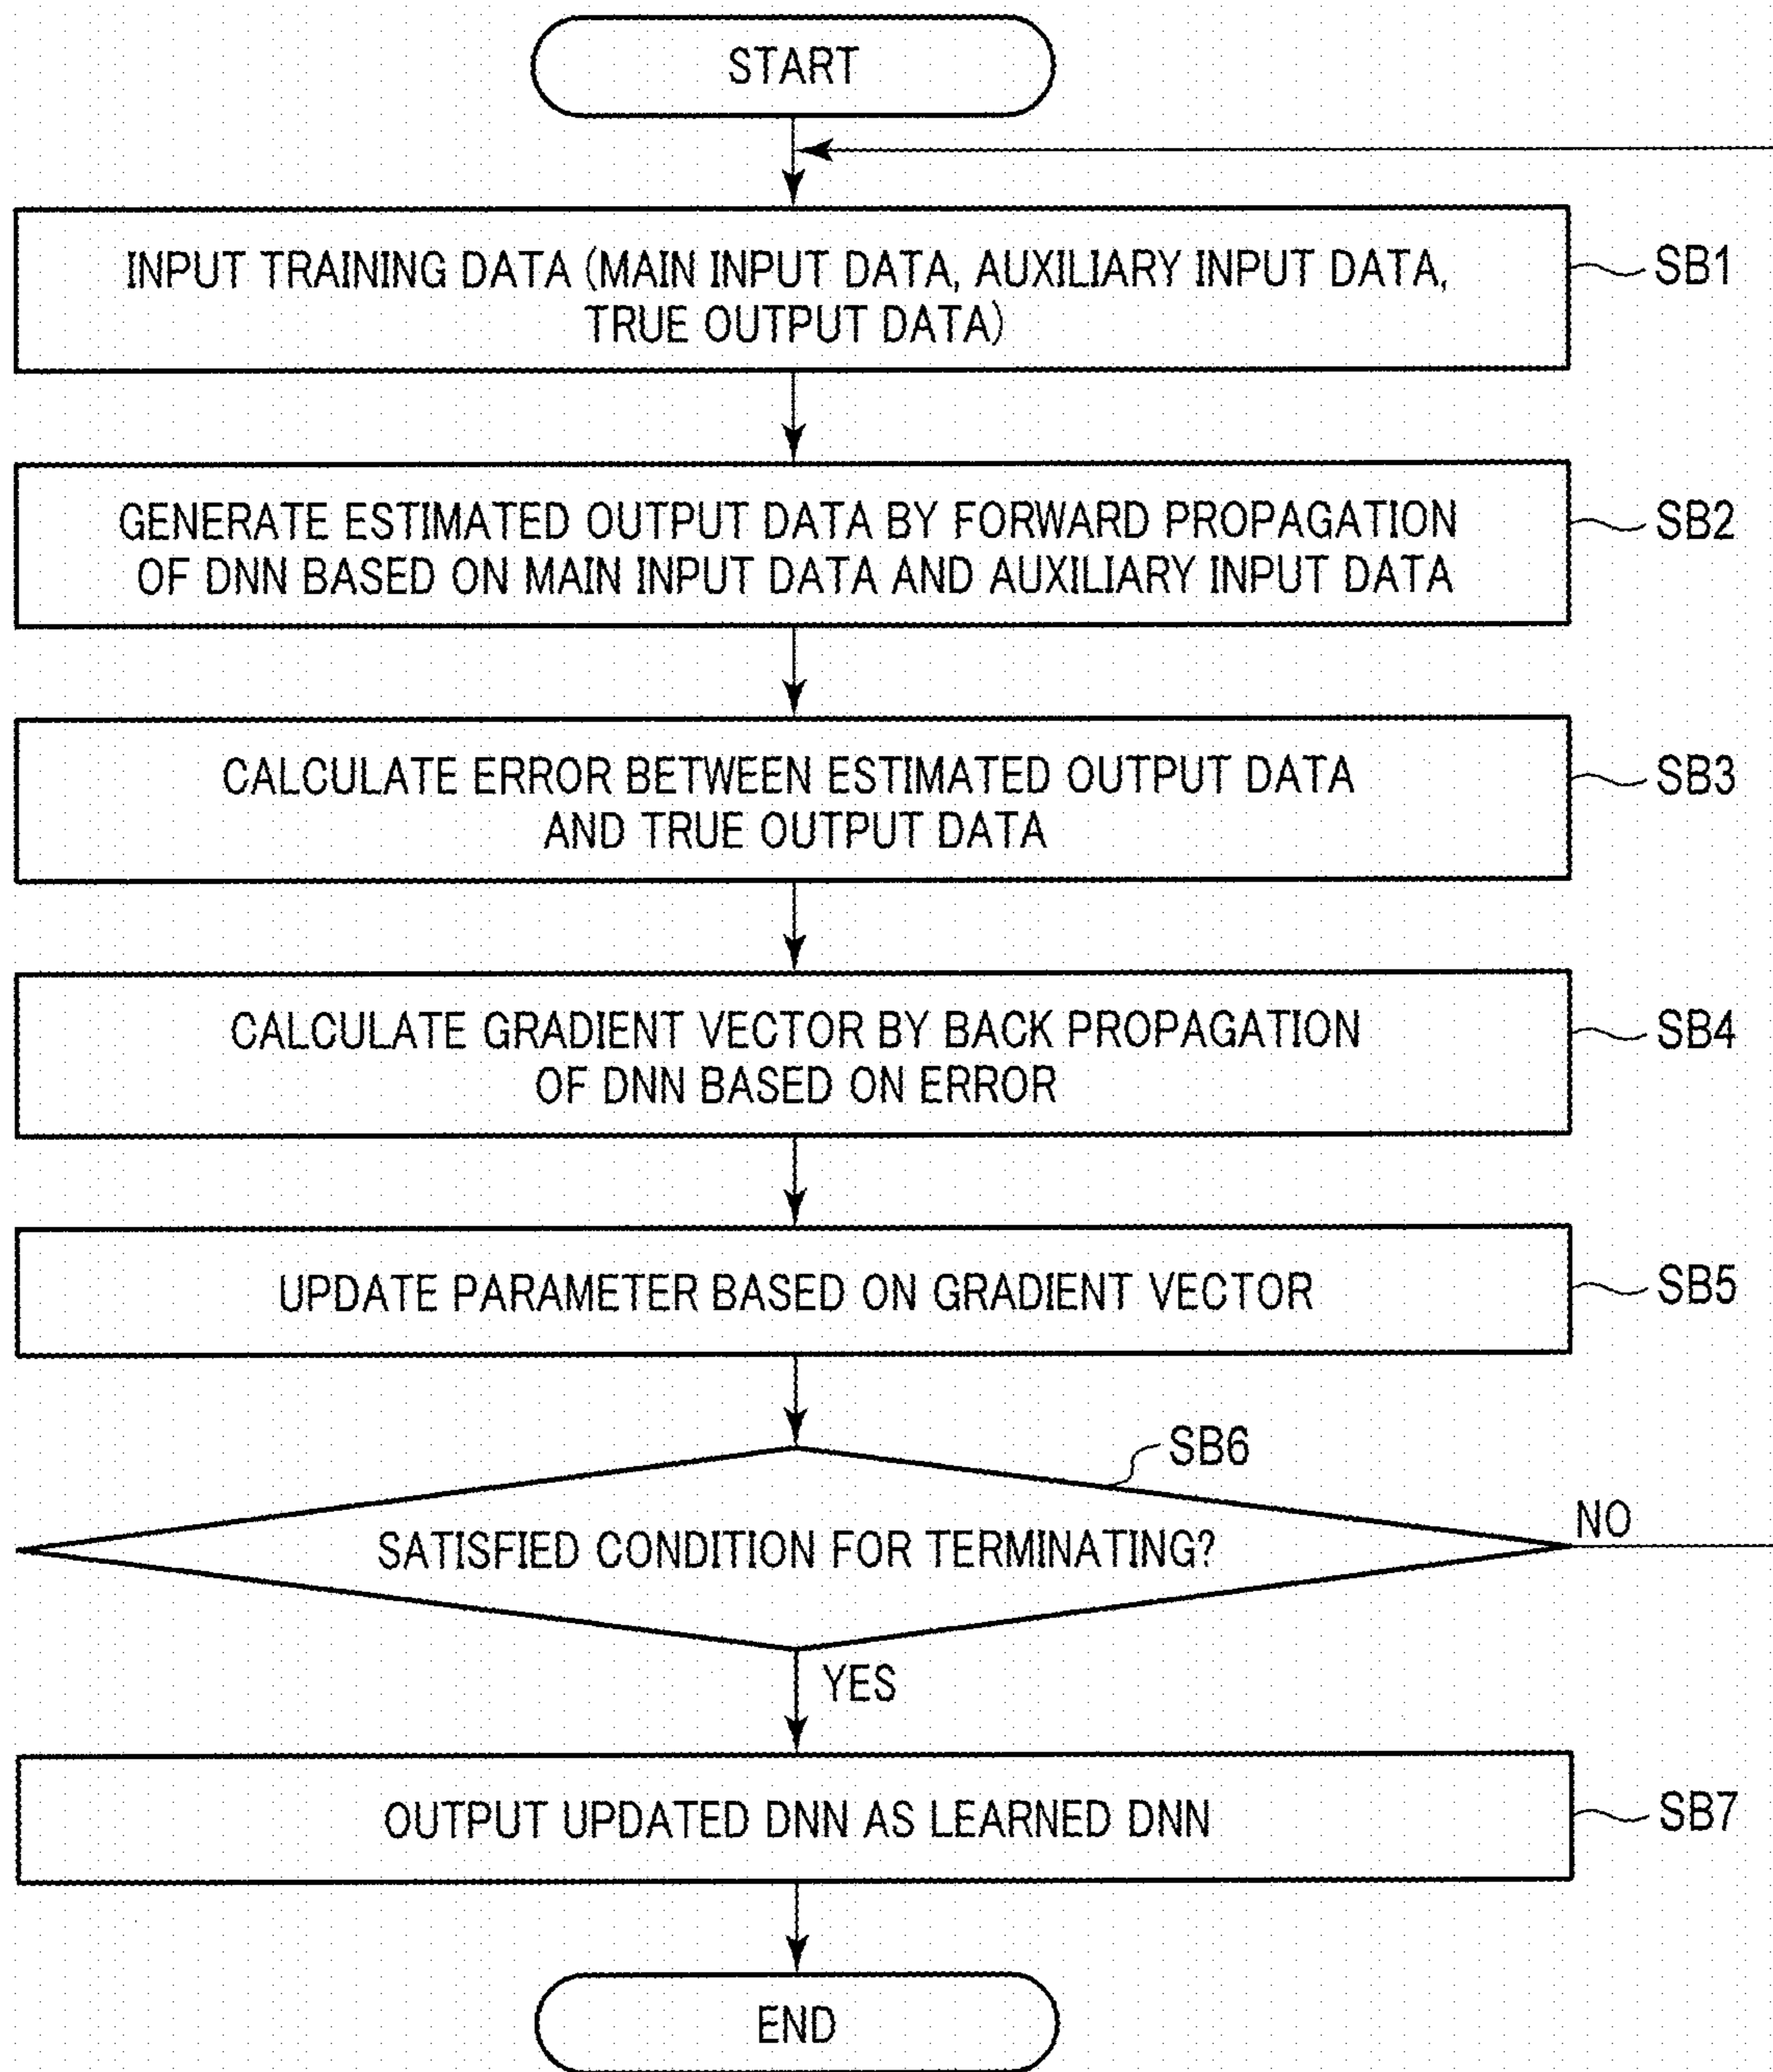 START
INPUT TRAINING DATA (MAIN INPUT DATA, AUXILIARY INPUT DATA,
TRUE OUTPUT DATA)
SB1
GENERATE ESTIMATED OUTPUT DATA BY FORWARD PROPAGATION
OF DNN BASED ON MAIN INPUT DATA AND AUXILIARY INPUT DATA
SB2
CALCULATE ERROR BETWEEN ESTIMATED OUTPUT DATA
AND TRUE OUTPUT DATA
SB3
CALCULATE GRADIENT VECTOR BY BACK PROPAGATION
OF DNN BASED ON ERROR
SB4
UPDATE PARAMETER BASED ON GRADIENT VECTOR
SB5
SB6
SATISFIED CONDITION FOR TERMINATING?
NO
YES
OUTPUT UPDATED DNN AS LEARNED DNN
SB7
END